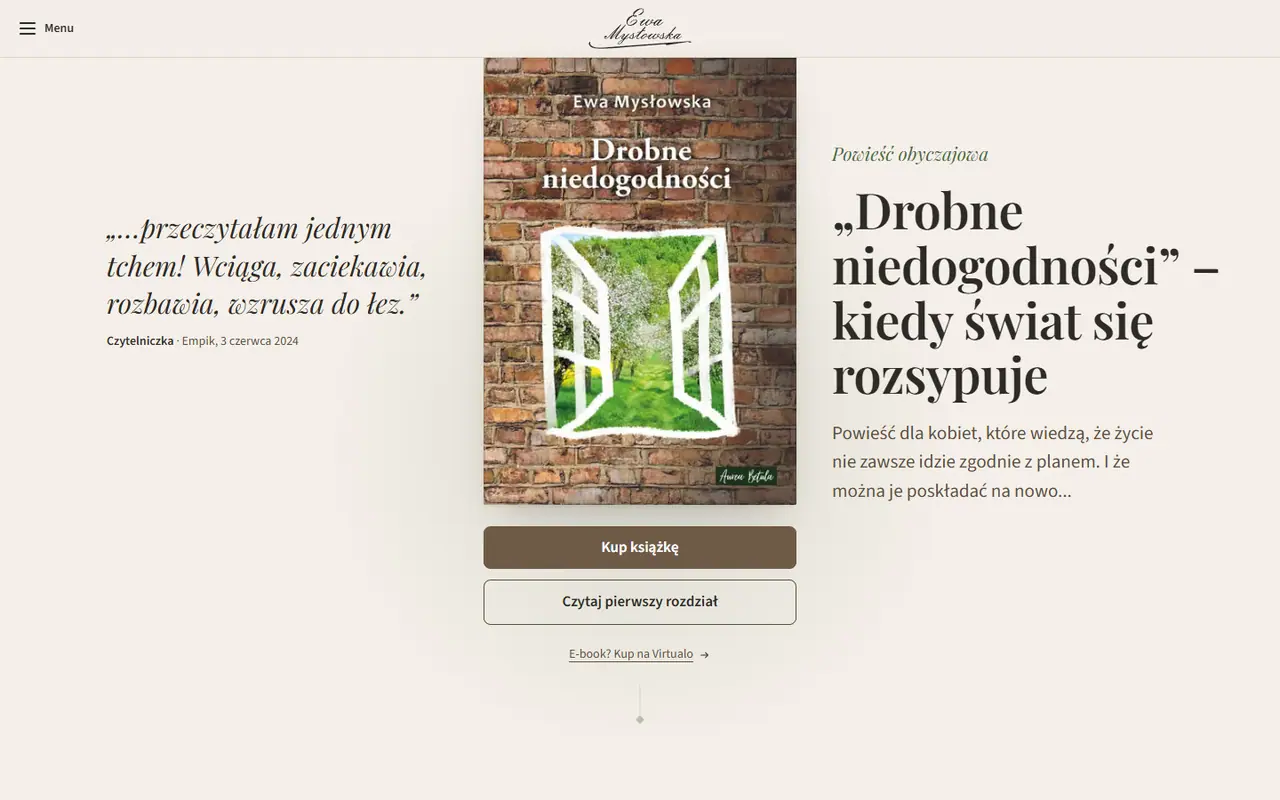 Menu
Ewa
Mysłowska
„…przeczytałam jednym
tchem! Wciąga, zaciekawia,
rozbawia, wzrusza do łez.”
Czytelniczka · Empik, 3 czerwca 2024
Ewa Mysłowska
Drobne
niedogodności
Aurea Betula
Kup książkę
Czytaj pierwszy rozdział
E-book? Kup na Virtualo →
Powieść obyczajowa
„Drobne
niedogodności” –
kiedy świat się
rozsypuje
Powieść dla kobiet, które wiedzą, że życie
nie zawsze idzie zgodnie z planem. I że
można je poskładać na nowo...